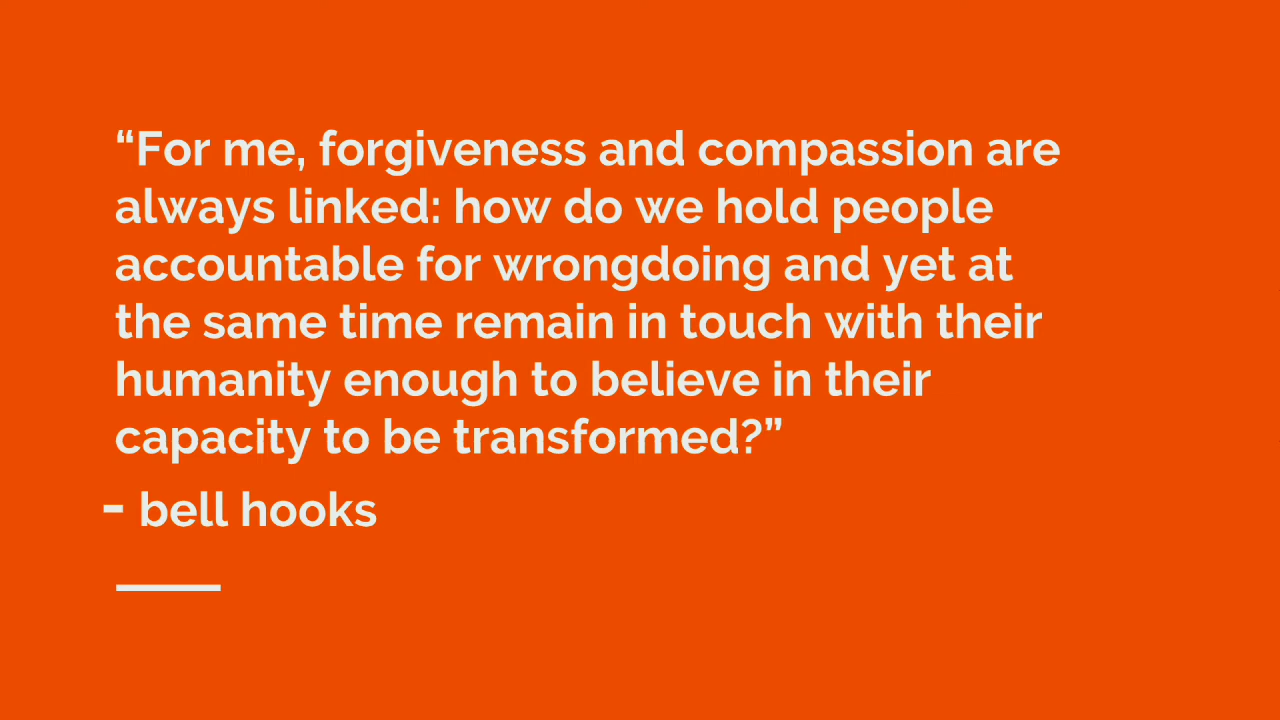 “For me, forgiveness and compassion are
always linked: how do we hold people
accountable for wrongdoing and yet at
the same time remain in touch with their
humanity enough to believe in their
capacity to be transformed?”
- bell hooks